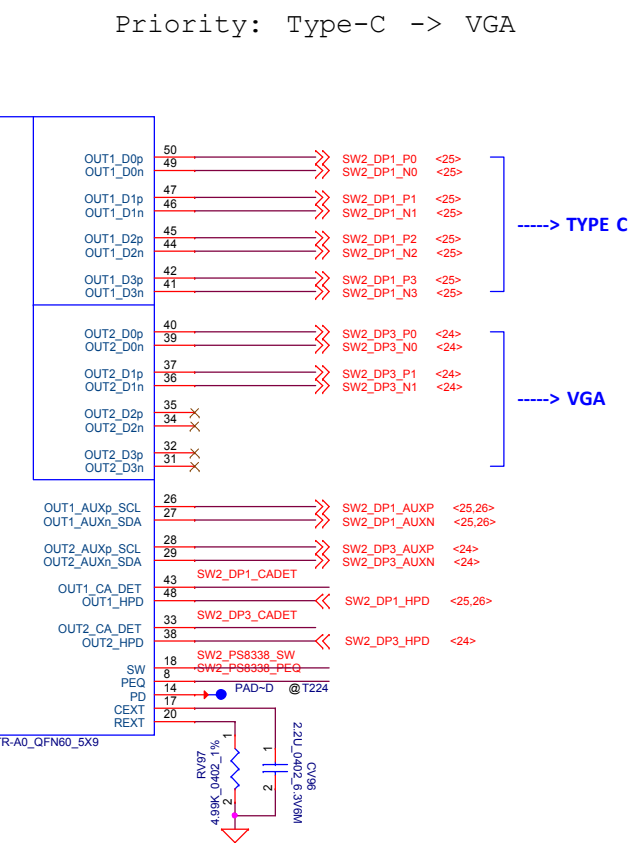 Priority: Type-C -> VGA
OUT1_D0p 50 SW2_DP1_P0 <25>
OUT1_D0n 49 SW2_DP1_N0 <25>
OUT1_D1p 47 SW2_DP1_P1 <25>
OUT1_D1n 46 SW2_DP1_N1 <25>
-----> TYPE C
OUT1_D2p 45 SW2_DP1_P2 <25>
OUT1_D2n 44 SW2_DP1_N2 <25>
OUT1_D3p 42 SW2_DP1_P3 <25>
OUT1_D3n 41 SW2_DP1_N3 <25>
OUT2_D0p 40 SW2_DP3_P0 <24>
OUT2_D0n 39 SW2_DP3_N0 <24>
OUT2_D1p 37 SW2_DP3_P1 <24>
OUT2_D1n 36 SW2_DP3_N1 <24>
-----> VGA
OUT2_D2p 35
OUT2_D2n 34
OUT2_D3p 32
OUT2_D3n 31
OUT1_AUXp_SCL 26 SW2_DP1_AUXP <25,26>
OUT1_AUXn_SDA 27 SW2_DP1_AUXN <25,26>
OUT2_AUXp_SCL 28 SW2_DP3_AUXP <24>
OUT2_AUXn_SDA 29 SW2_DP3_AUXN <24>
OUT1_CA_DET 43 SW2_DP1_CADET
OUT1_HPD 48 SW2_DP1_HPD <25,26>
OUT2_CA_DET 33 SW2_DP3_CADET
OUT2_HPD 38 SW2_DP3_HPD <24>
SW 18 SW2_PS8338_SW
PEQ 8 SW2_PS8338_PEQ
PD 14 PAD~D @ T224
CEXT 17
REXT 20
TR-A0_QFN60_5X9
1
2
RV97
4.99K_0402_1%
1
2
CV96
2.2U_0402_6.3V6M